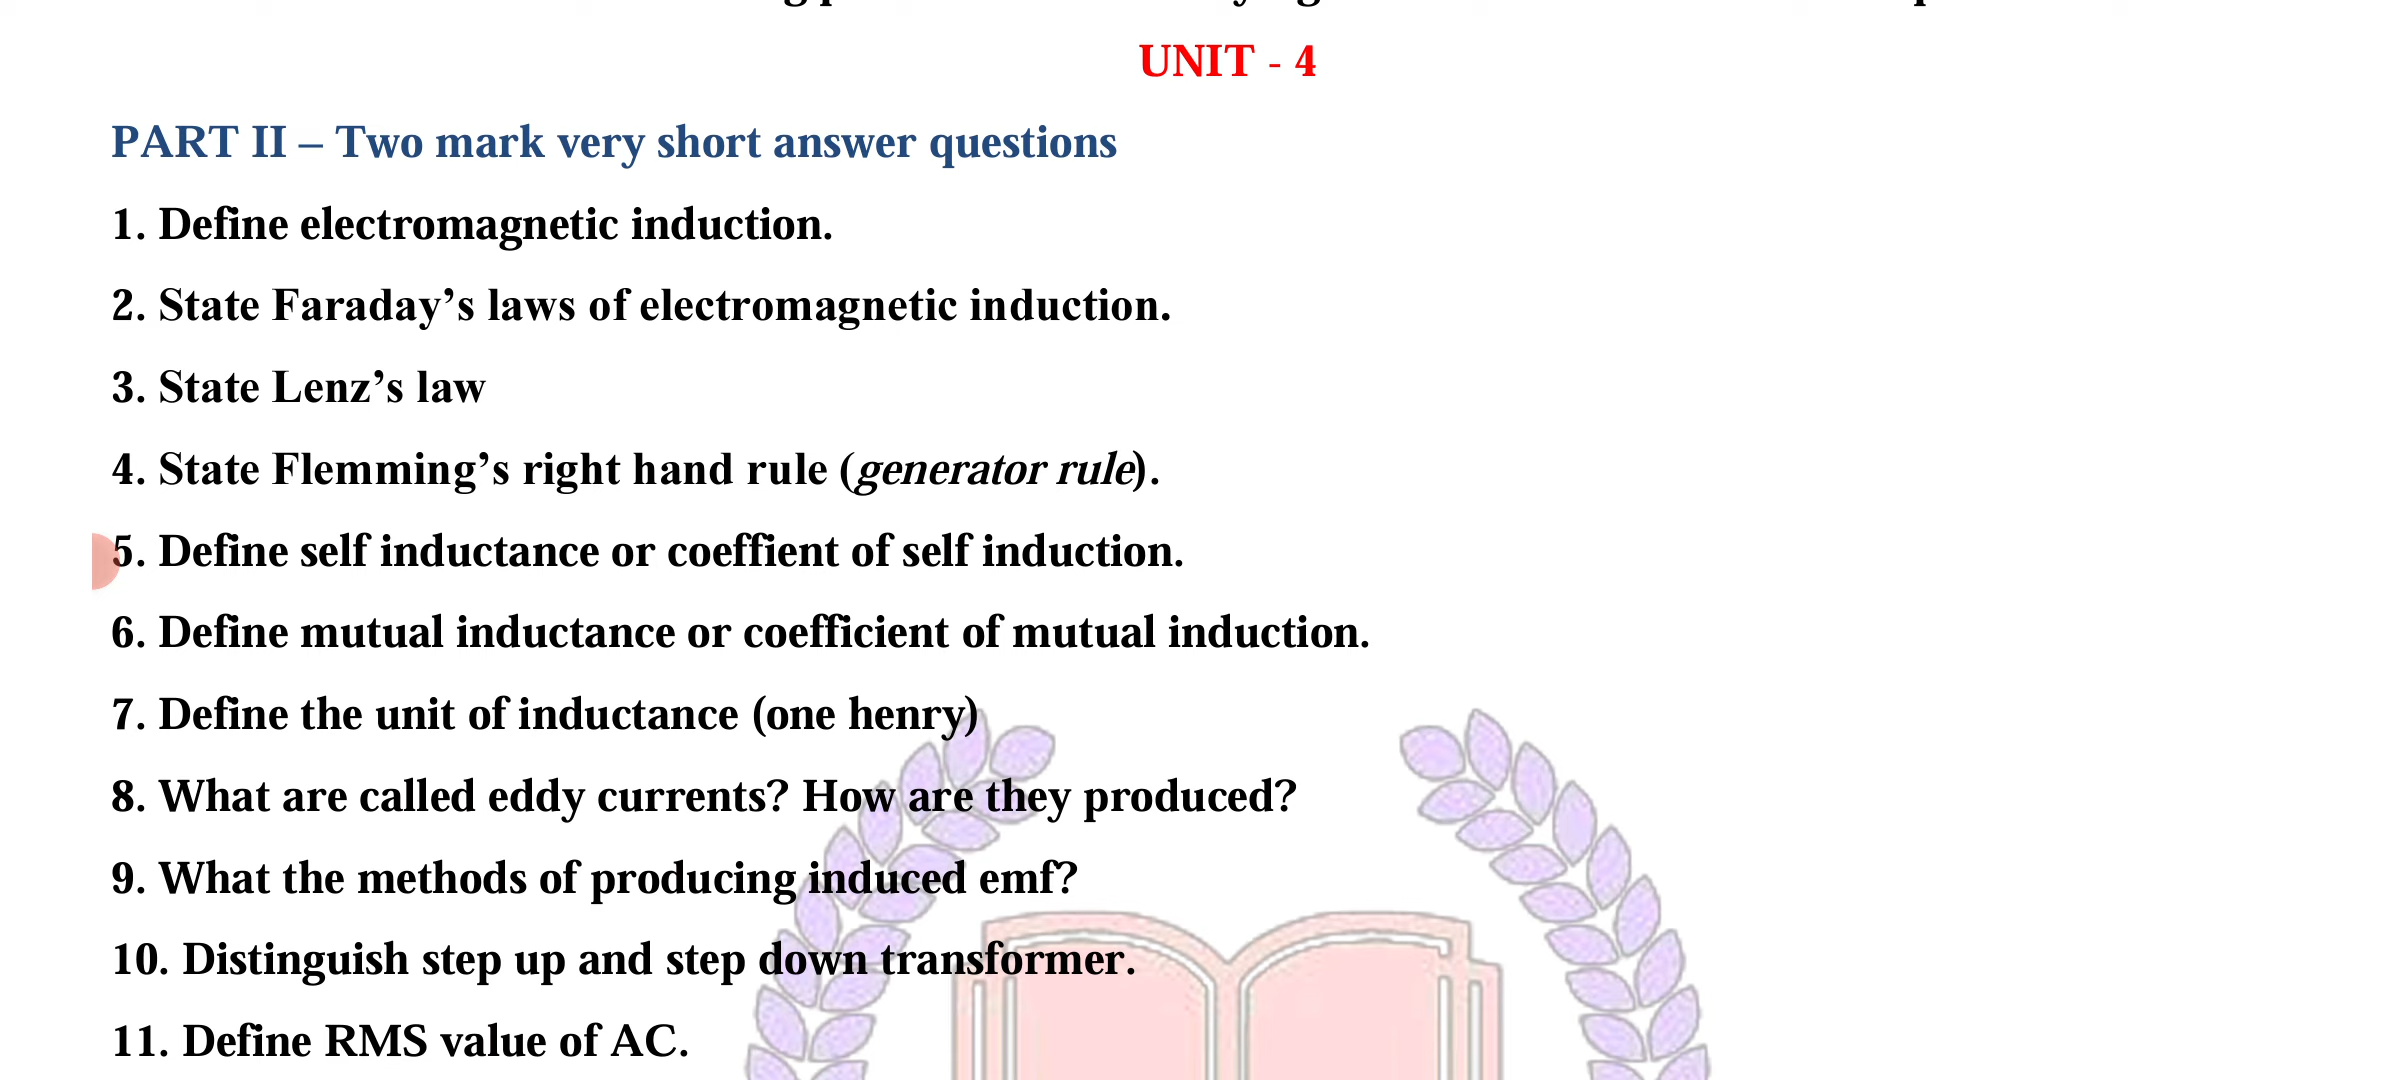 UNIT - 4
PART II – Two mark very short answer questions
1. Define electromagnetic induction.
2. State Faraday’s laws of electromagnetic induction.
3. State Lenz’s law
4. State Flemming’s right hand rule (generator rule).
5. Define self inductance or coeffient of self induction.
6. Define mutual inductance or coefficient of mutual induction.
7. Define the unit of inductance (one henry)
8. What are called eddy currents? How are they produced?
9. What the methods of producing induced emf?
10. Distinguish step up and step down transformer.
11. Define RMS value of AC.